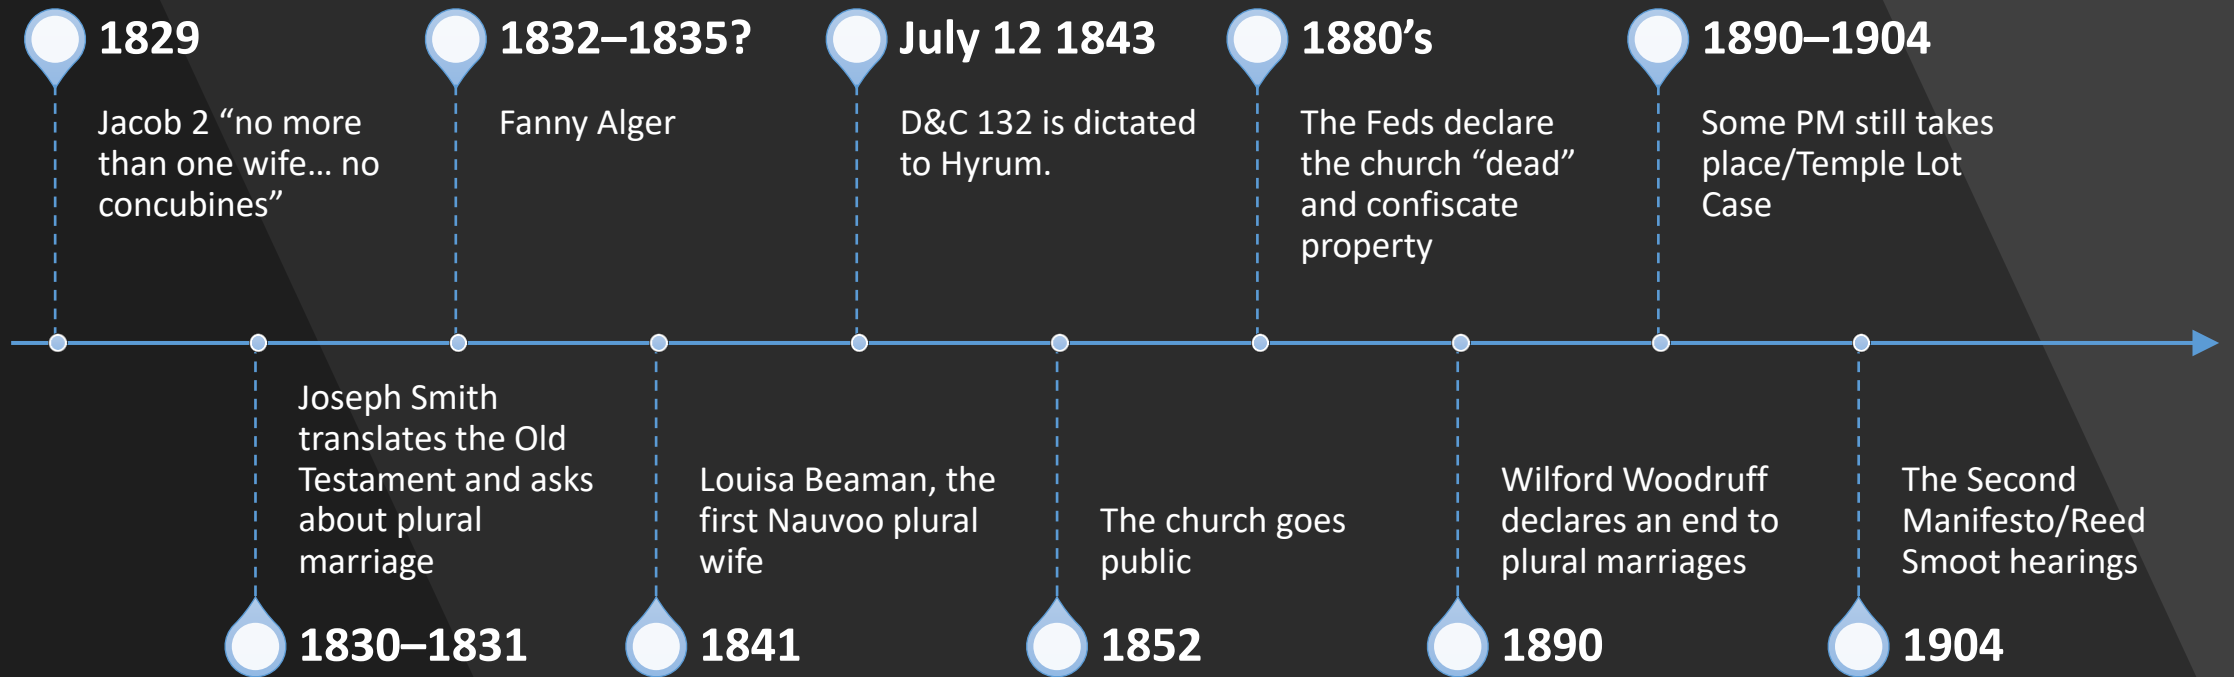 1829
Jacob 2 “no more
than one wife… no
concubines”
1830–1831
Joseph Smith
translates the Old
Testament and asks
about plural
marriage
1832–1835?
Fanny Alger
1841
Louisa Beaman, the
first Nauvoo plural
wife
July 12 1843
D&C 132 is dictated
to Hyrum.
1852
The church goes
public
1880’s
The Feds declare
the church “dead”
and confiscate
property
1890
Wilford Woodruff
declares an end to
plural marriages
1890–1904
Some PM still takes
place/Temple Lot
Case
1904
The Second
Manifesto/Reed
Smoot hearings